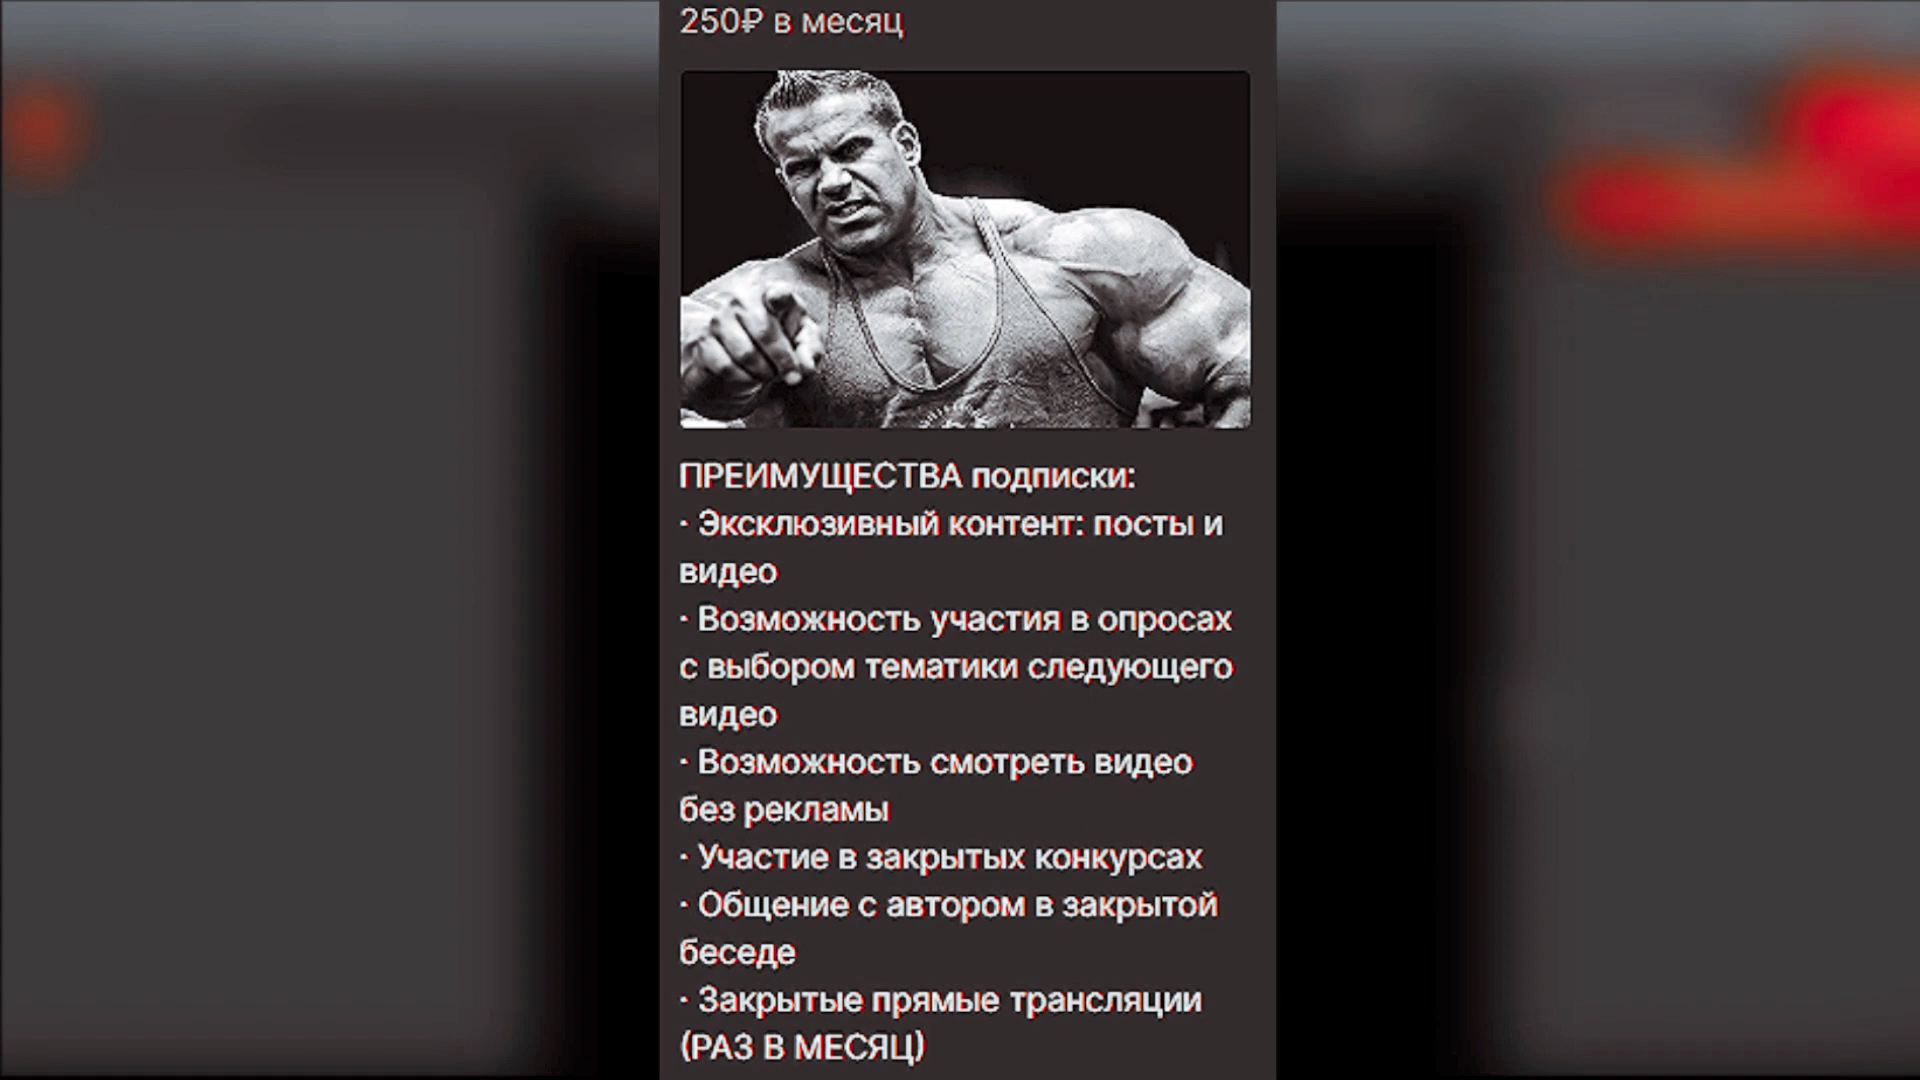 250₽ в месяц
ПРЕИМУЩЕСТВА подписки:
· Эксклюзивный контент: посты и
видео
· Возможность участия в опросах
с выбором тематики следующего
видео
· Возможность смотреть видео
без рекламы
· Участие в закрытых конкурсах
· Общение с автором в закрытой
беседе
· Закрытые прямые трансляции
(РАЗ В МЕСЯЦ)